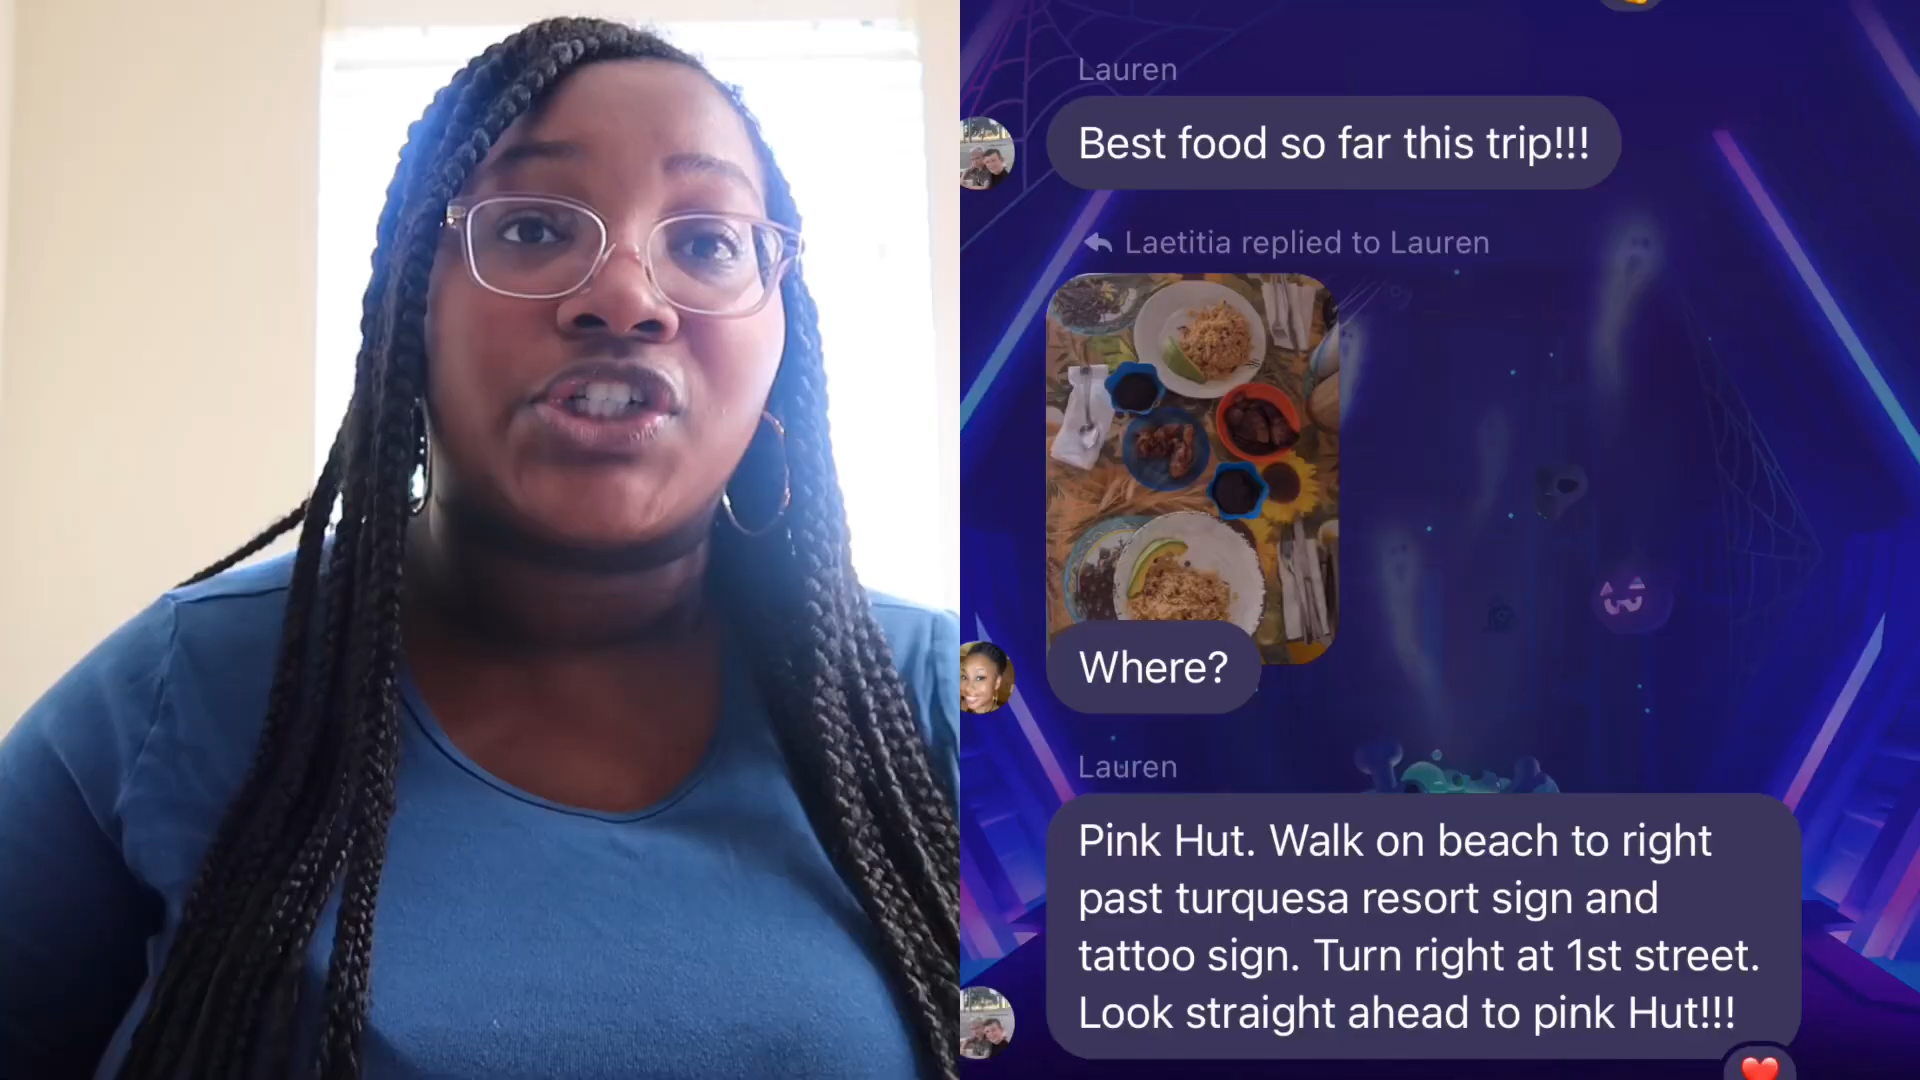 Lauren
Best food so far this trip!!!
Laetitia replied to Lauren
Where?
Lauren
Pink Hut. Walk on beach to right
past turquesa resort sign and
tattoo sign. Turn right at 1st street.
Look straight ahead to pink Hut!!!